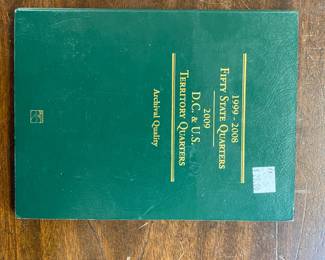 1999 - 2008
FIFTY STATE QUARTERS
2009
D.C. & U.S.
TERRITORY QUARTERS
Archival Quality